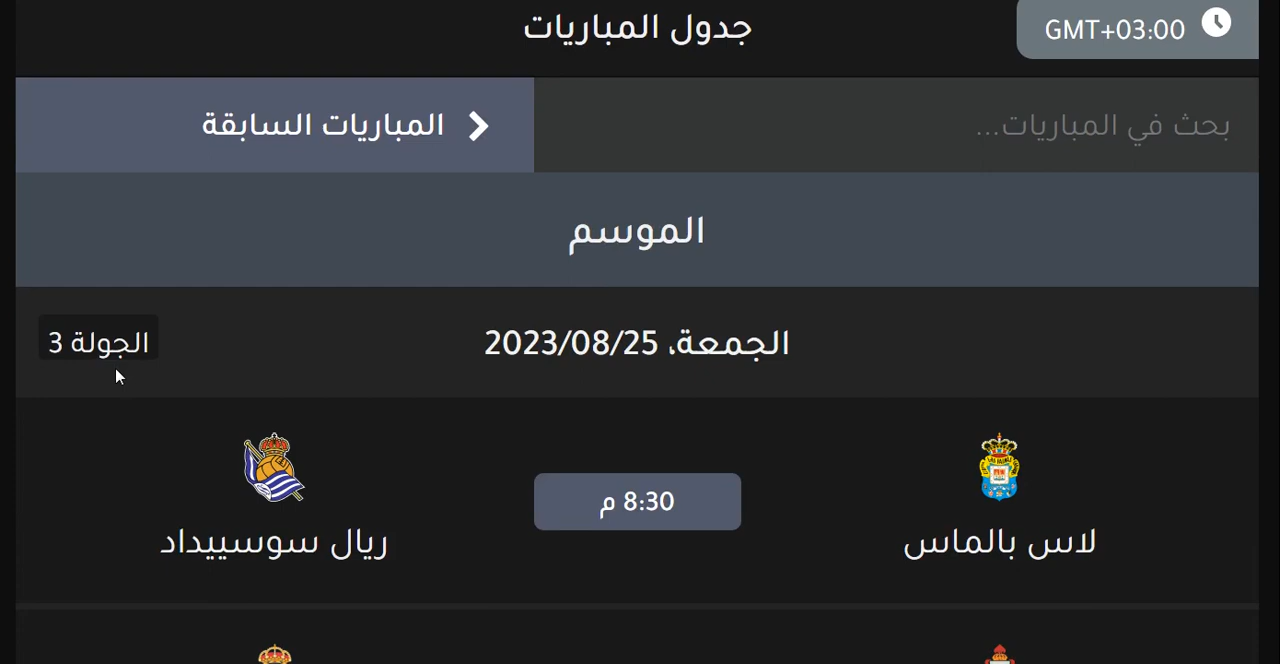 جدول المباريات
GMT+03:00
بحث في المباريات...
المباريات السابقة
الموسم
الجمعة، 2023/08/25
الجولة 3
لاس بالماس
8:30 م
ريال سوسييداد